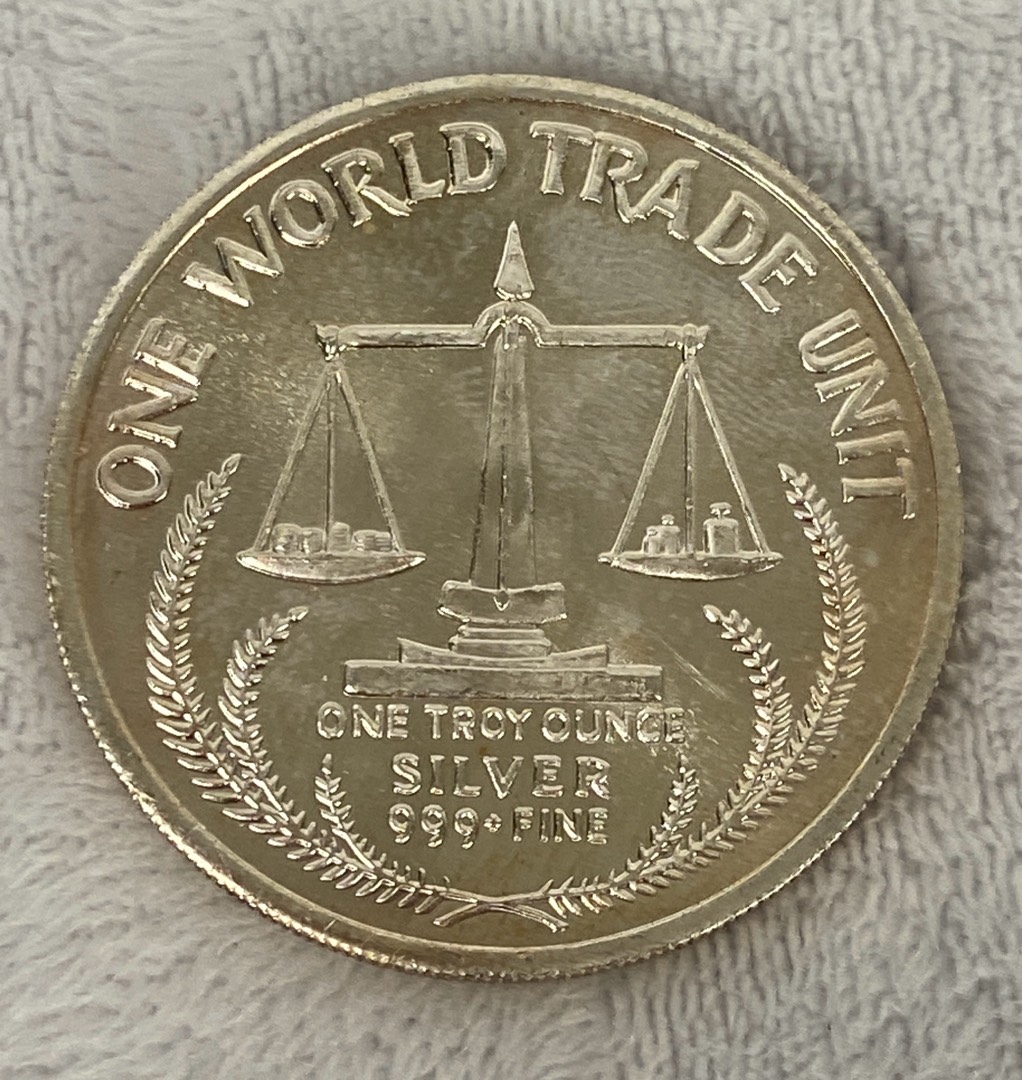 ONE WORLD TRADE UNIT
ONE TROY OUNCE
SILVER
999+ FINE